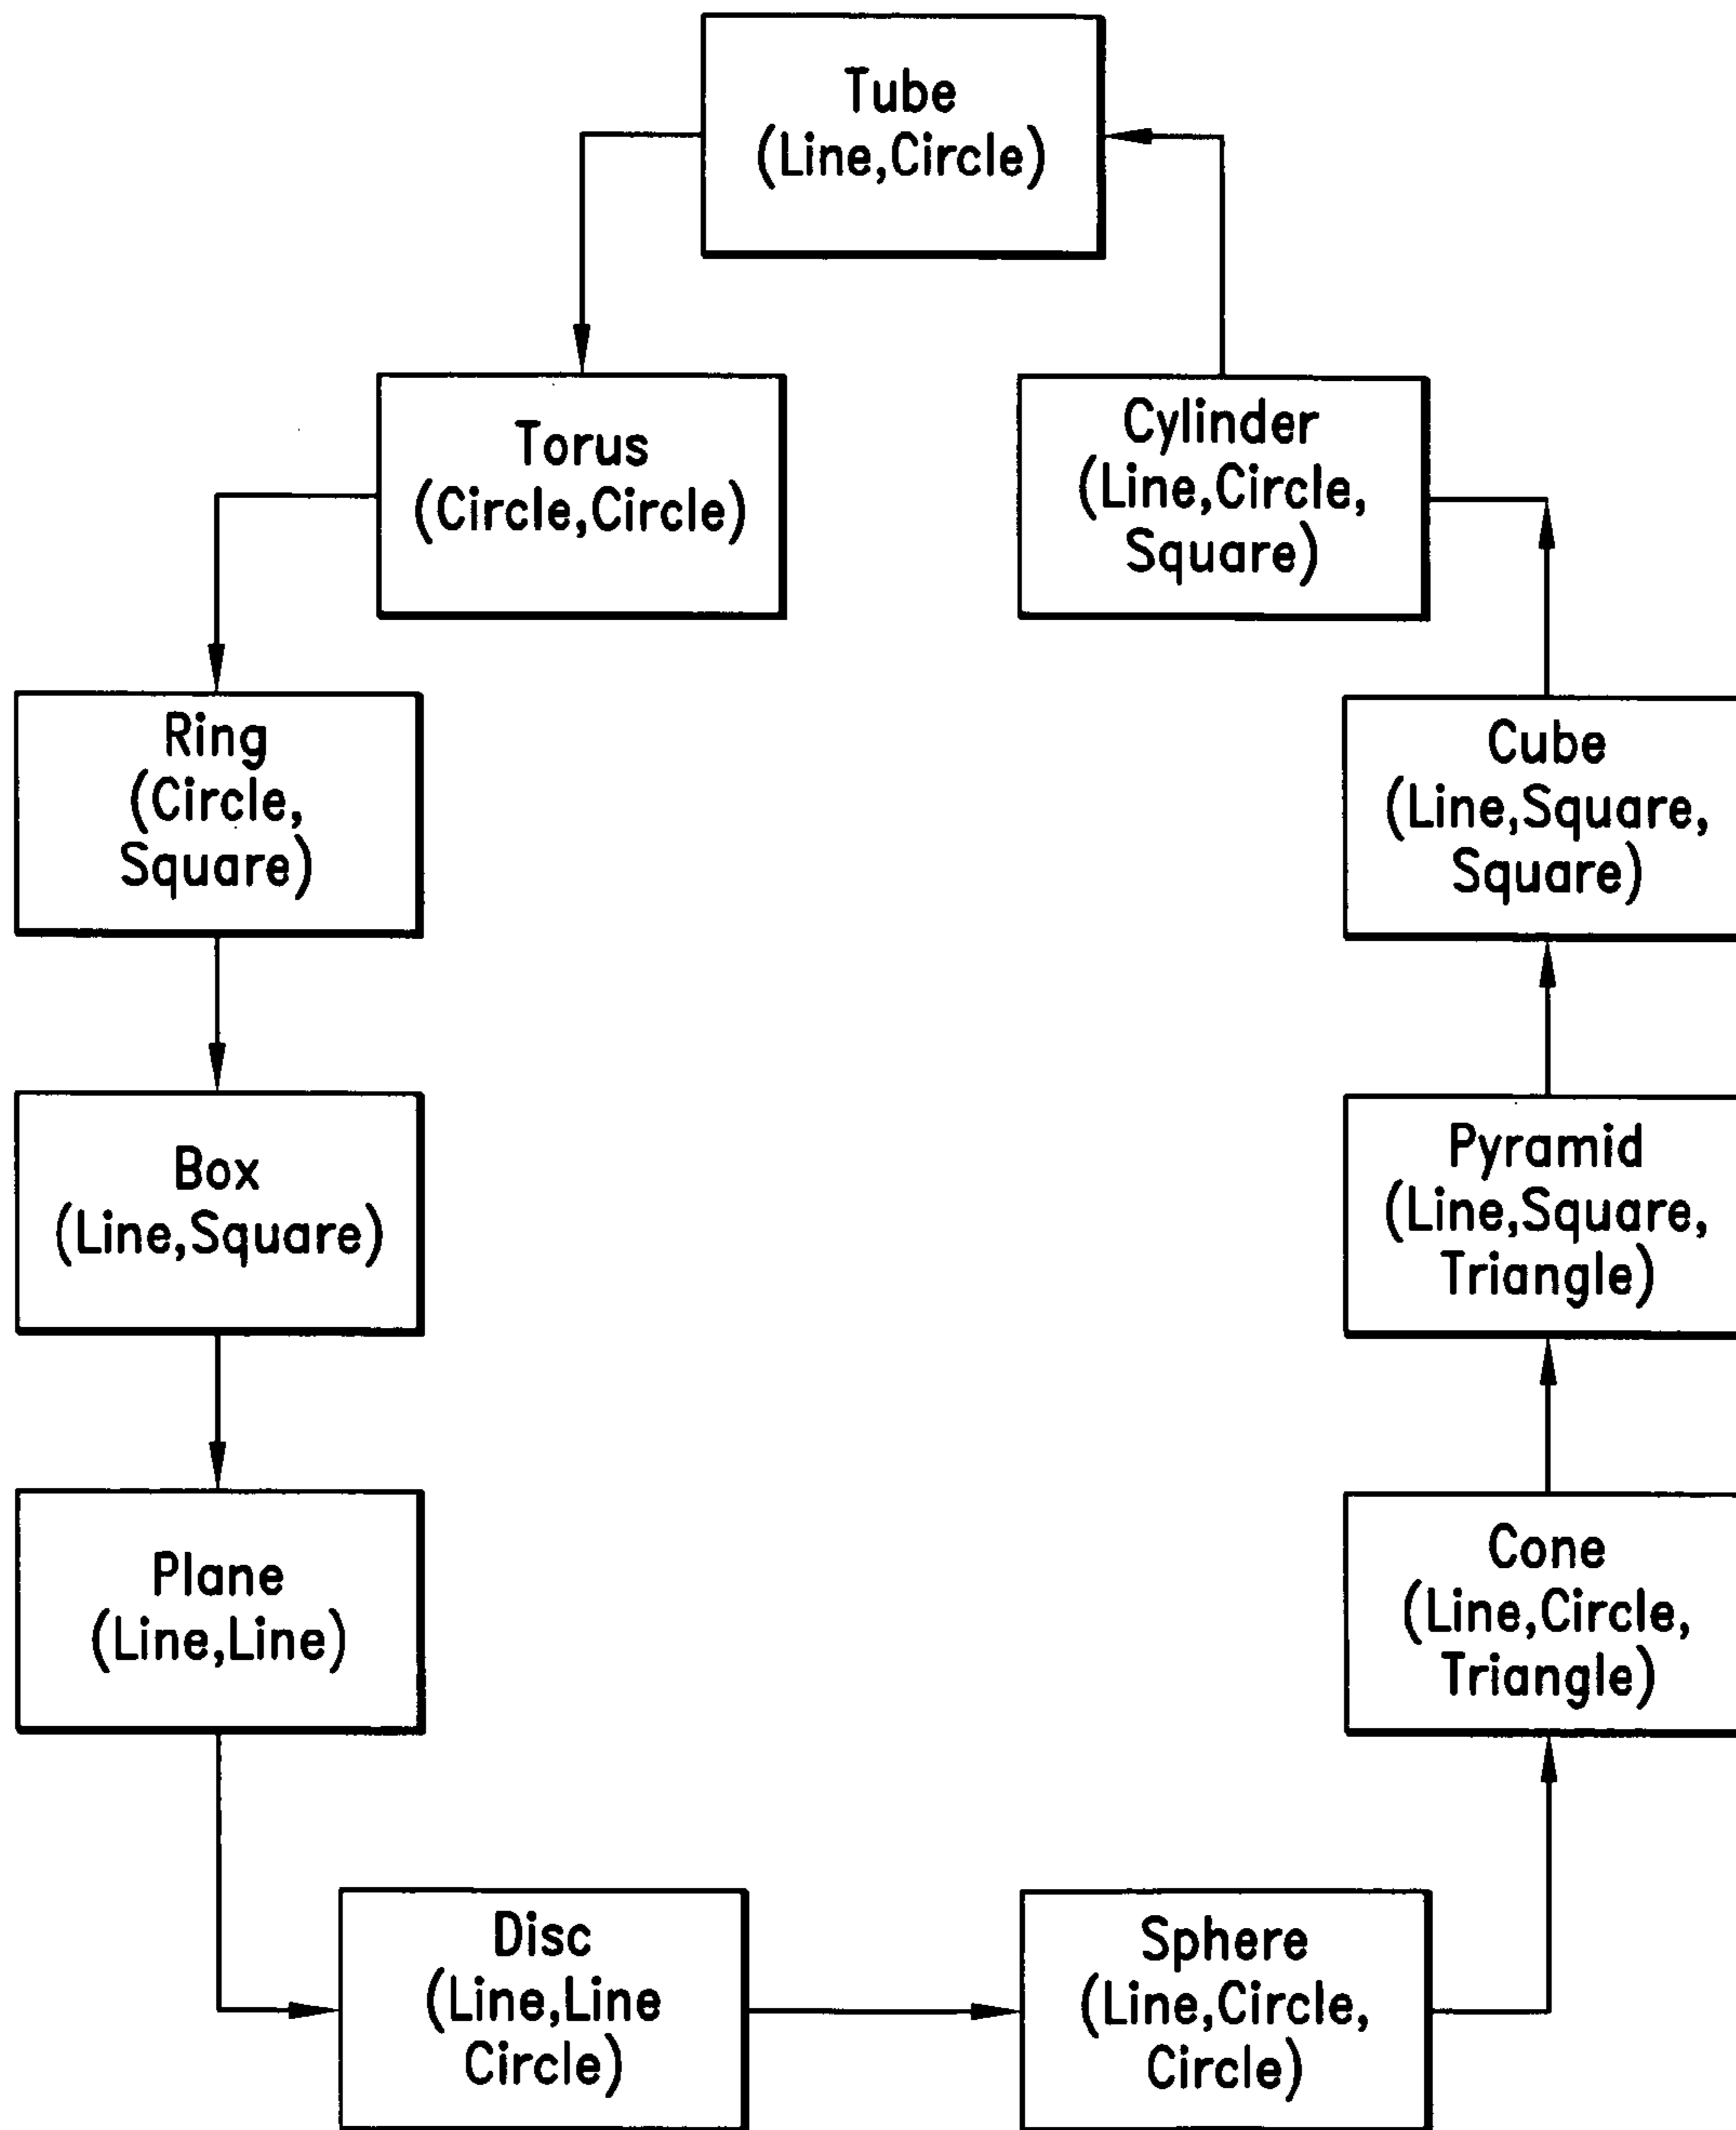 Tube
(Line,Circle)
Torus
(Circle,Circle)
Cylinder
(Line,Circle,
Square)
Ring
(Circle,
Square)
Cube
(Line,Square,
Square)
Box
(Line,Square)
Pyramid
(Line,Square,
Triangle)
Plane
(Line,Line)
Cone
(Line,Circle,
Triangle)
Disc
(Line,Line
Circle)
Sphere
(Line,Circle,
Circle)